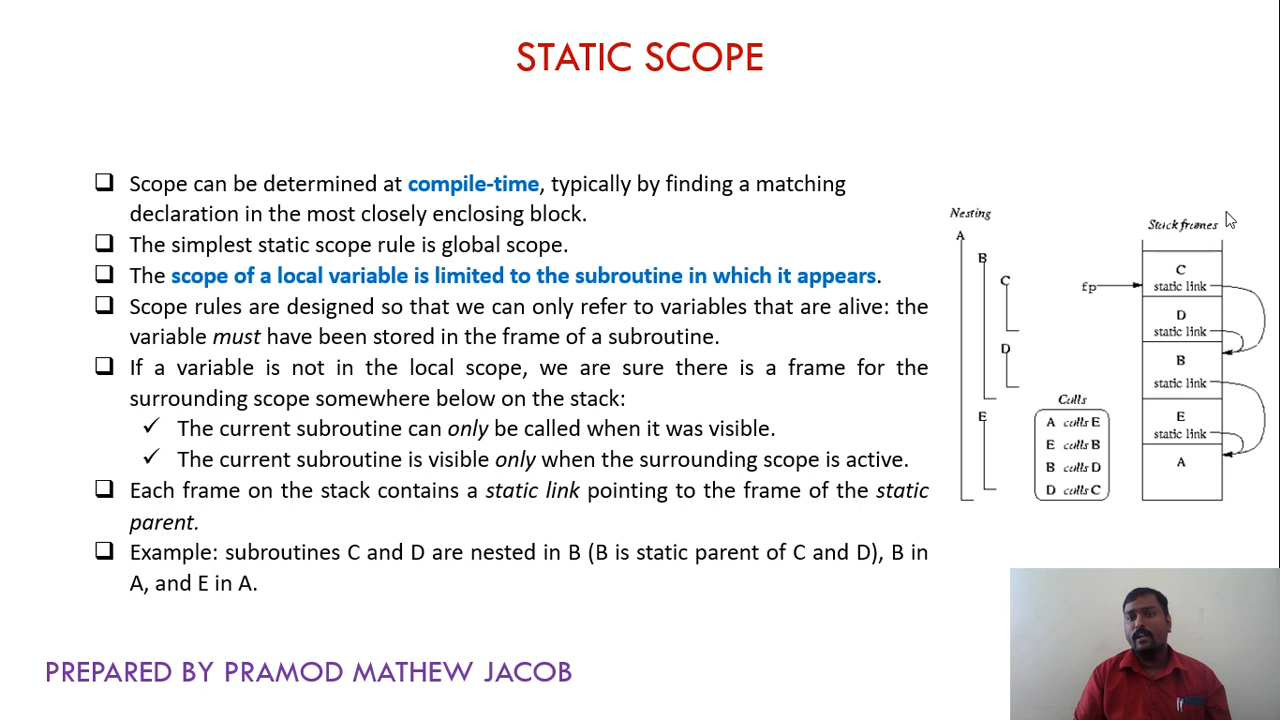 STATIC SCOPE
❑ Scope can be determined at compile-time, typically by finding a matching
declaration in the most closely enclosing block.
❑ The simplest static scope rule is global scope.
❑ The scope of a local variable is limited to the subroutine in which it appears.
❑ Scope rules are designed so that we can only refer to variables that are alive: the
variable must have been stored in the frame of a subroutine.
❑ If a variable is not in the local scope, we are sure there is a frame for the
surrounding scope somewhere below on the stack:
✓ The current subroutine can only be called when it was visible.
✓ The current subroutine is visible only when the surrounding scope is active.
❑ Each frame on the stack contains a static link pointing to the frame of the static
parent.
❑ Example: subroutines C and D are nested in B (B is static parent of C and D), B in
A, and E in A.
Nesting
A
B
C
D
E
Calls
A calls E
E calls B
B calls D
D calls C
Stack frames
fp
C
static link
D
static link
B
static link
E
static link
A
PREPARED BY PRAMOD MATHEW JACOB